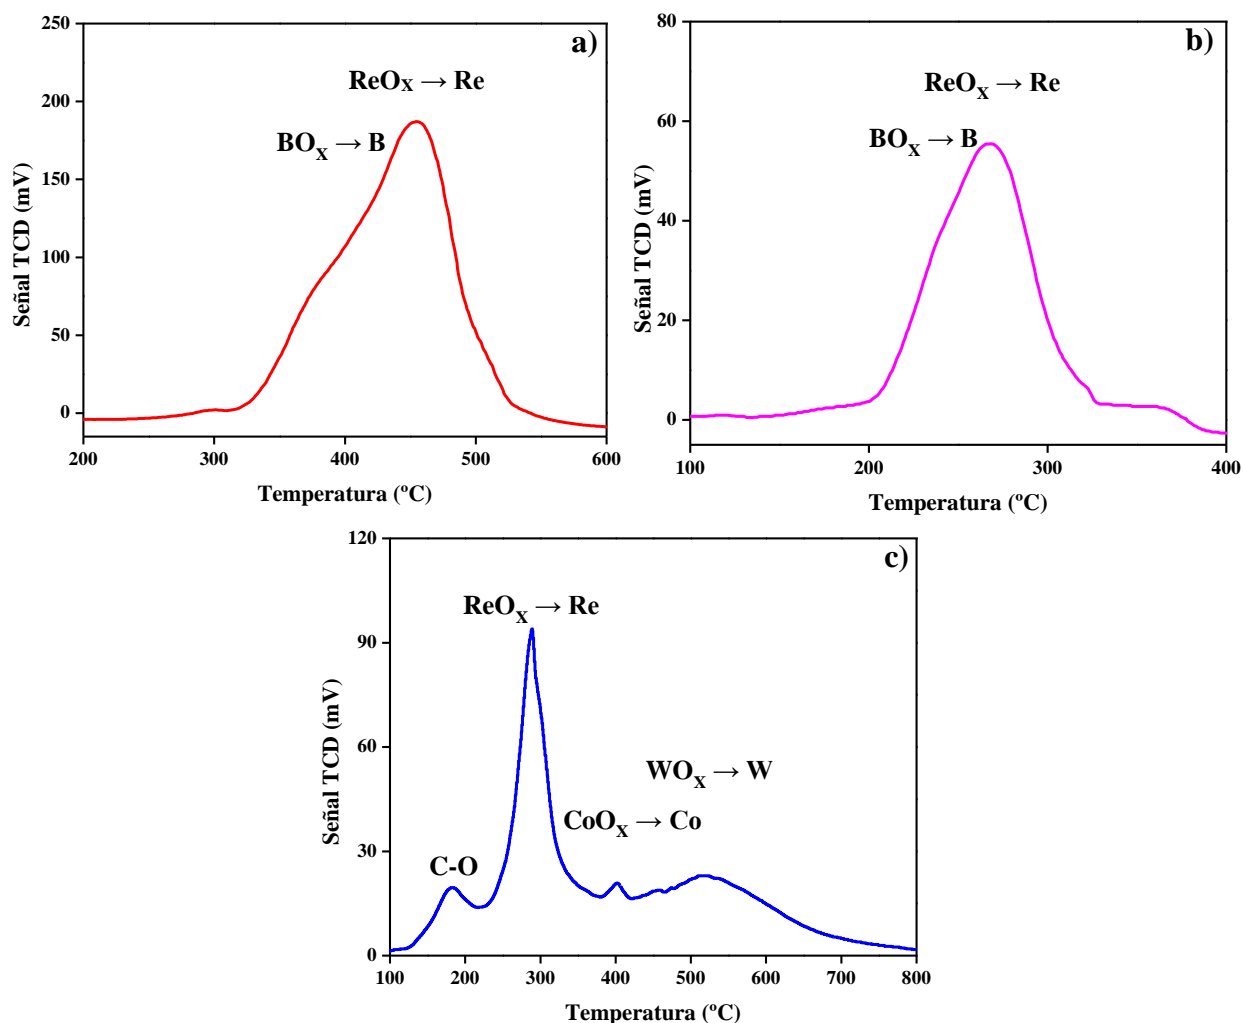 a)
ReOx → Re
BOX → B
Señal TCD (mV)
250
200
150
100
50
0
200
300
400
500
600
Temperatura (ºC)
b)
ReOX → Re
BOX → B
Señal TCD (mV)
80
60
40
20
0
100
200
300
400
Temperatura (ºC)
c)
ReOX → Re
WOX → W
CoOX → Co
C-O
Señal TCD (mV)
120
90
60
30
0
100
200
300
400
500
600
700
800
Temperatura (ºC)